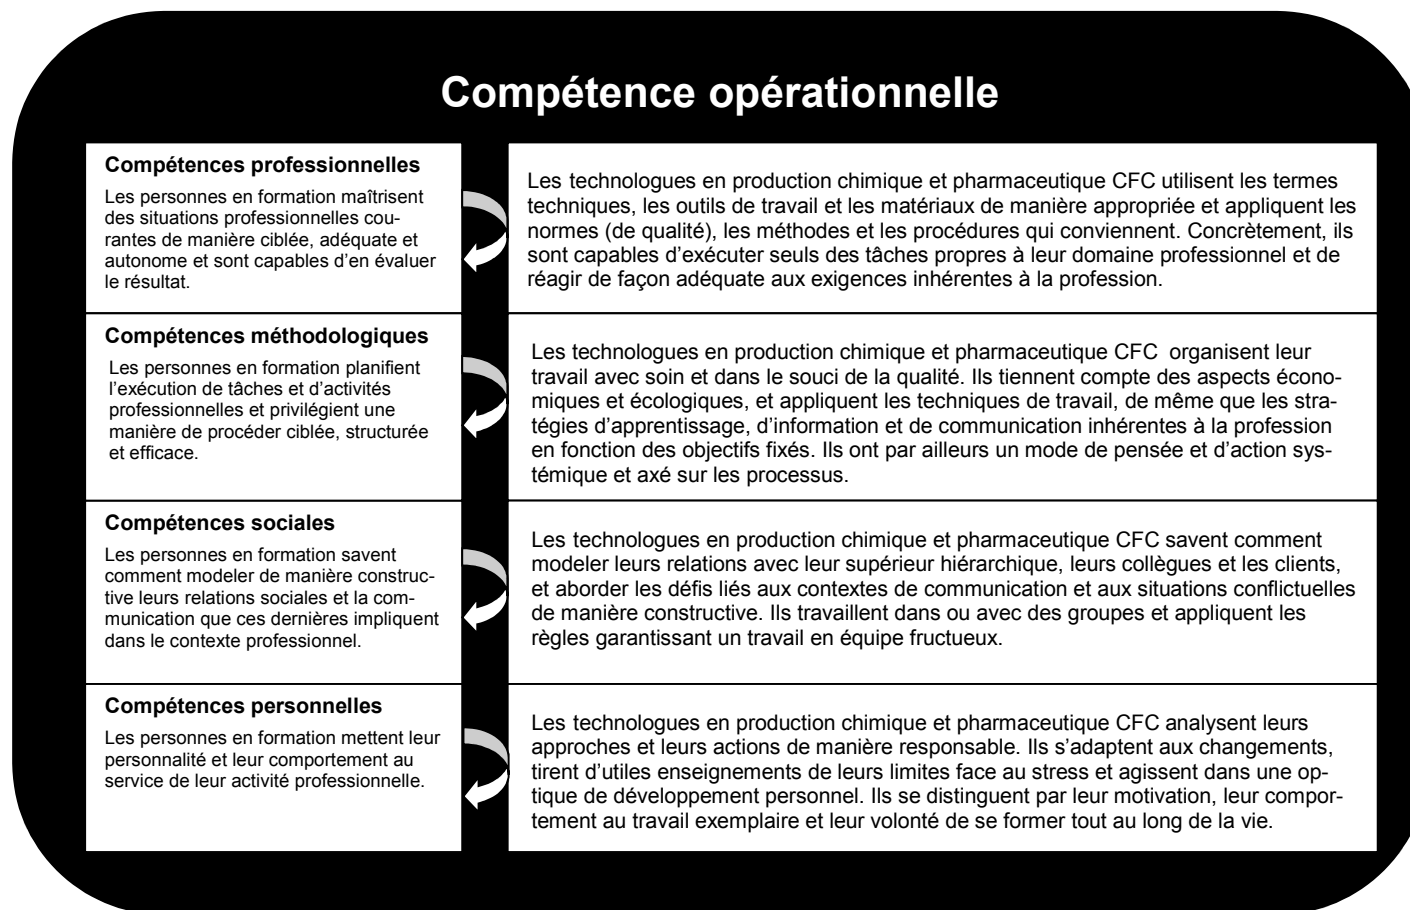 Compétence opérationnelle
Compétences professionnelles
Les personnes en formation maîtrisent
des situations professionnelles cou-
rantes de manière ciblée, adéquate et
autonome et sont capables d’en évaluer
le résultat.
Les technologues en production chimique et pharmaceutique CFC utilisent les termes
techniques, les outils de travail et les matériaux de manière appropriée et appliquent les
normes (de qualité), les méthodes et les procédures qui conviennent. Concrètement, ils
sont capables d’exécuter seuls des tâches propres à leur domaine professionnel et de
réagir de façon adéquate aux exigences inhérentes à la profession.
Compétences méthodologiques
Les personnes en formation planifient
l’exécution de tâches et d’activités
professionnelles et privilégient une
manière de procéder ciblée, structurée
et efficace.
Les technologues en production chimique et pharmaceutique CFC organisent leur
travail avec soin et dans le souci de la qualité. Ils tiennent compte des aspects écono-
miques et écologiques, et appliquent les techniques de travail, de même que les stra-
tégies d’apprentissage, d’information et de communication inhérentes à la profession
en fonction des objectifs fixés. Ils ont par ailleurs un mode de pensée et d’action sys-
témique et axé sur les processus.
Compétences sociales
Les personnes en formation savent
comment modeler de manière construc-
tive leurs relations sociales et la com-
munication que ces dernières impliquent
dans le contexte professionnel.
Les technologues en production chimique et pharmaceutique CFC savent comment
modeler leurs relations avec leur supérieur hiérarchique, leurs collègues et les clients,
et aborder les défis liés aux contextes de communication et aux situations conflictuelles
de manière constructive. Ils travaillent dans ou avec des groupes et appliquent les
règles garantissant un travail en équipe fructueux.
Compétences personnelles
Les personnes en formation mettent leur
personnalité et leur comportement au
service de leur activité professionnelle.
Les technologues en production chimique et pharmaceutique CFC analysent leurs
approches et leurs actions de manière responsable. Ils s’adaptent aux changements,
tirent d’utiles enseignements de leurs limites face au stress et agissent dans une op-
tique de développement personnel. Ils se distinguent par leur motivation, leur compor-
tement au travail exemplaire et leur volonté de se former tout au long de la vie.